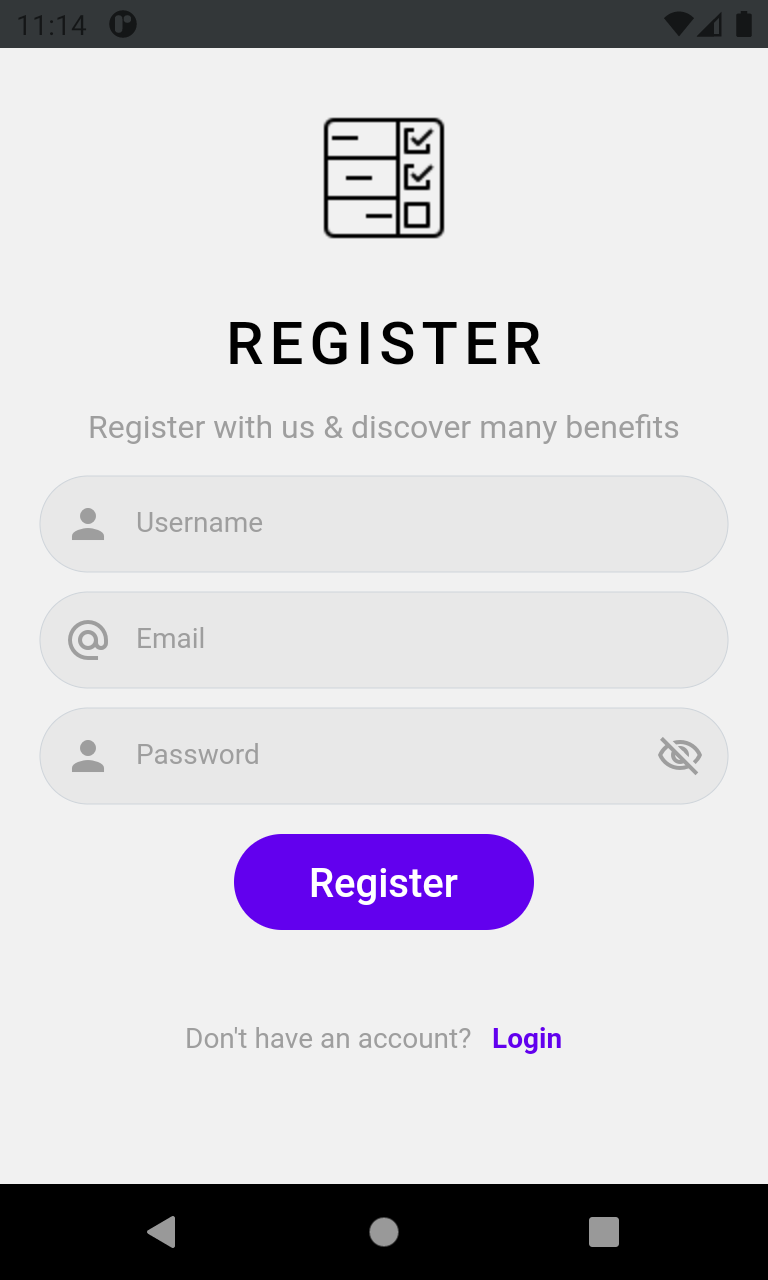 11:14
REGISTER
Register with us & discover many benefits
Username
Email
Password
Register
Don't have an account? Login